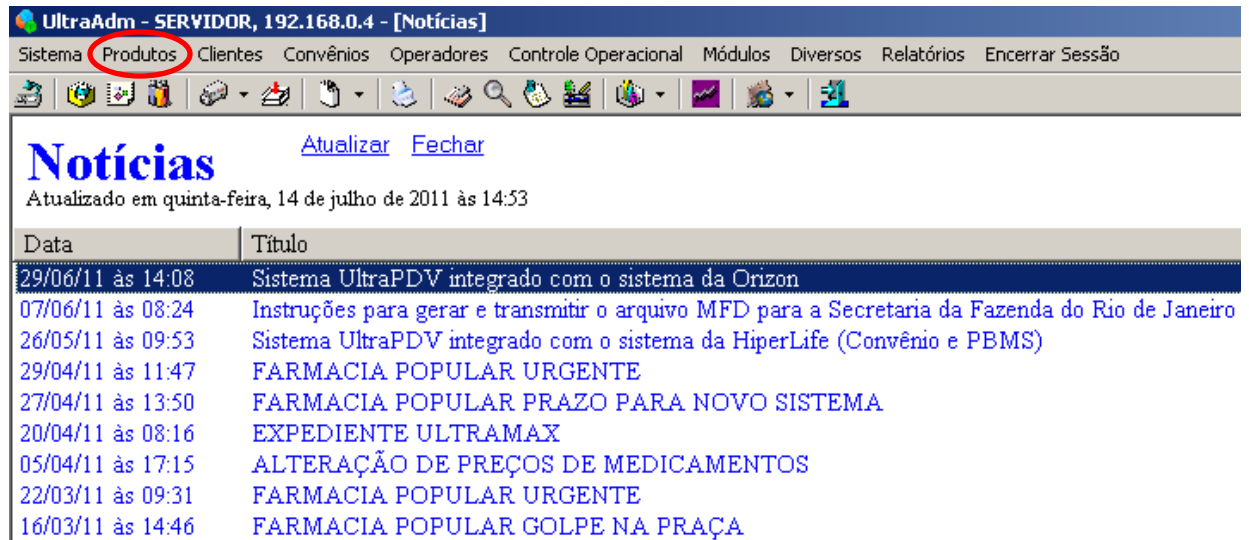 UltraAdm - SERVIDOR, 192.168.0.4 - [Notícias]
Sistema Produtos Clientes Convênios Operadores Controle Operacional Módulos Diversos Relatórios Encerrar Sessão
Notícias Atualizar Fechar
Atualizado em quinta-feira, 14 de julho de 2011 às 14:53
Data Título
29/06/11 às 14:08 Sistema UltraPDV integrado com o sistema da Orizon
07/06/11 às 08:24 Instruções para gerar e transmitir o arquivo MFD para a Secretaria da Fazenda do Rio de Janeiro
26/05/11 às 09:53 Sistema UltraPDV integrado com o sistema da HiperLife (Convênio e PBMS)
29/04/11 às 11:47 FARMACIA POPULAR URGENTE
27/04/11 às 13:50 FARMACIA POPULAR PRAZO PARA NOVO SISTEMA
20/04/11 às 08:16 EXPEDIENTE ULTRAMAX
05/04/11 às 17:15 ALTERAÇÃO DE PREÇOS DE MEDICAMENTOS
22/03/11 às 09:31 FARMACIA POPULAR URGENTE
16/03/11 às 14:46 FARMACIA POPULAR GOLPE NA PRAÇA